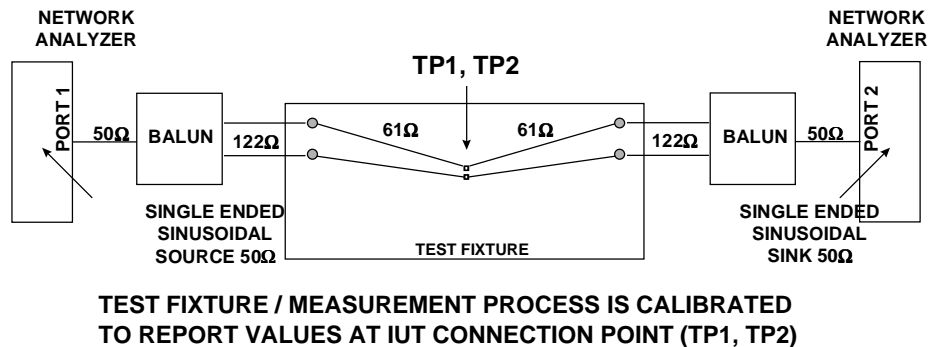 NETWORK
ANALYZER
NETWORK
ANALYZER
TP1, TP2
PORT 1
50Ω
BALUN
122Ω
61Ω
61Ω
122Ω
BALUN
50Ω
PORT 2
SINGLE ENDED
SINUSOIDAL
SOURCE 50Ω
TEST FIXTURE
SINGLE ENDED
SINUSOIDAL
SINK 50Ω
TEST FIXTURE / MEASUREMENT PROCESS IS CALIBRATED
TO REPORT VALUES AT IUT CONNECTION POINT (TP1, TP2)